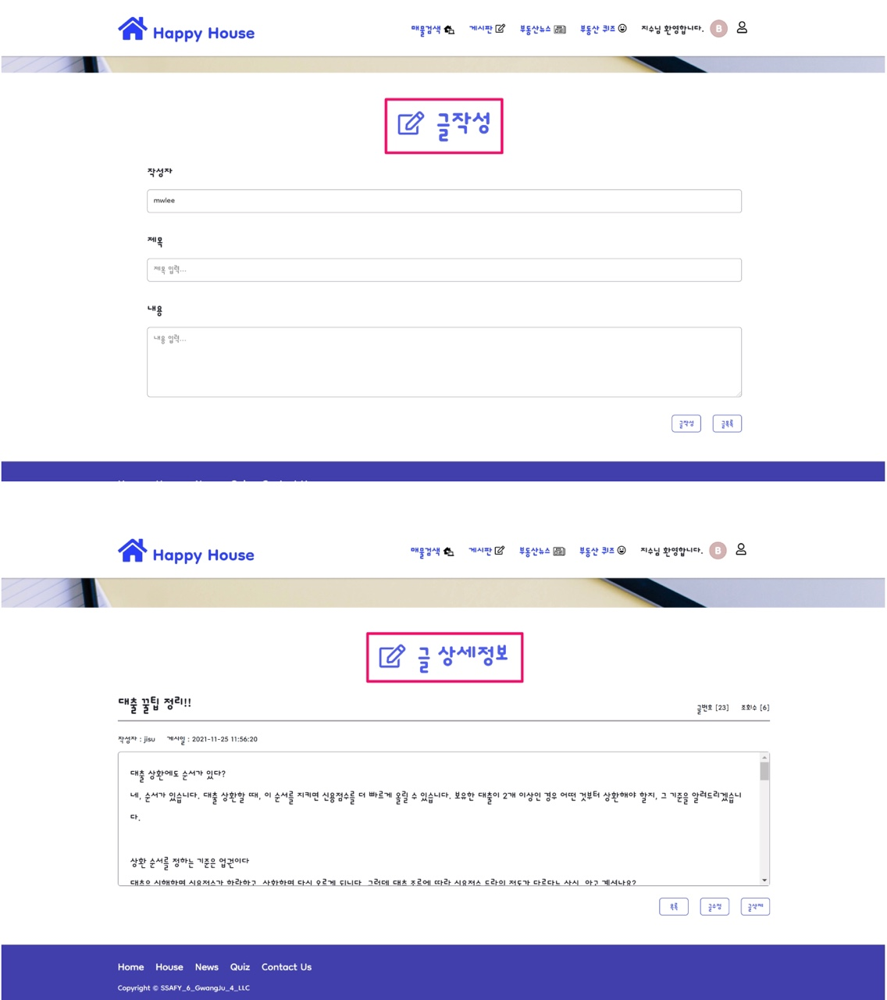 Happy House
매물검색 게시판 부동산뉴스 부동산 퀴즈 지수님 환영합니다. B
글작성
작성자
mwlee
제목
제목 입력...
내용
내용 입력...
글작성 글목록
Happy House
매물검색 게시판 부동산뉴스 부동산 퀴즈 지수님 환영합니다. B
글 상세정보
대출 꿀팁 정리!!
글번호 [23] 조회수 [6]
작성자 : jisu 게시일 : 2021-11-25 11:56:20
대출 상환에도 순서가 있다?
네, 순서가 있습니다. 대출 상환할 때, 이 순서를 지키면 신용점수를 더 빠르게 올릴 수 있습니다. 보유한 대출이 2개 이상인 경우 어떤 것부터 상환해야 할지, 그 기준을 알려드리겠습니
다.
상환 순서를 정하는 기준은 업권이다
대출은 실행하면 신용점수가 하락하고, 상환하면 다시 오르게 됩니다. 그런데 대출 종류에 따라 신용점수 등락의 정도가 다르다는 사실, 알고 계셨나요?
목록 글수정 글삭제
Home House News Quiz Contact Us
Copyright © SSAFY_6_GwangJu_4_LLC